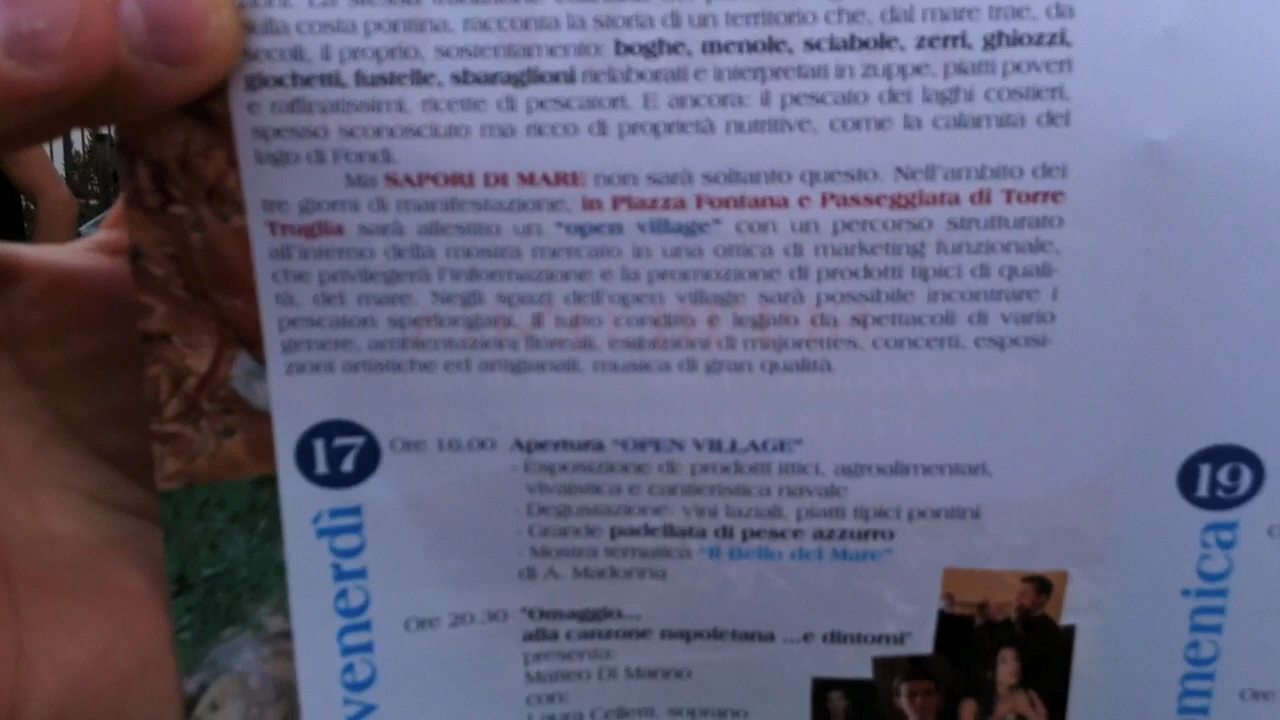 sulla costa pontina, racconta la storia di un territorio che, dal mare trae, da
secoli, il proprio, sostentamento: boghe, menole, sciabole, zerri, ghiozzi,
giochetti, fustelle, sbaraglioni rielaborati e interpretati in zuppe, piatti poveri
e raffinatissimi, ricette di pescatori. E ancora: il pescato dei laghi costieri,
spesso sconosciuto ma ricco di proprietà nutritive, come la calamita del
lago di Fondi.
Ma SAPORI DI MARE non sarà soltanto questo. Nell'ambito dei
tre giorni di manifestazione, in Piazza Fontana e Passeggiata di Torre
Truglia sarà allestito un "open village" con un percorso strutturato
all'interno della mostra mercato in una ottica di marketing funzionale,
che privilegerà l'informazione e la promozione di prodotti tipici di quali-
tà, del mare. Negli spazi dell'open village sarà possibile incontrare i
pescatori sperlongani. Il tutto condito e legato da spettacoli di vario
genere, ambientazioni floreali, esibizioni di majorettes, concerti, esposi-
zioni artistiche ed artigianali, musica di gran qualità.
17
venerdì
Ore 16.00 Apertura "OPEN VILLAGE"
- Esposizione di: prodotti ittici, agroalimentari,
vivaistica e cantieristica navale
- Degustazione: vini laziali, piatti tipici pontini
- Grande padellata di pesce azzurro
- Mostra tematica "Il Bello del Mare"
di A. Madonna
Ore 20.30 "Omaggio...
alla canzone napoletana ...e dintorni"
presenta:
Matteo Di Manno
con:
Laura Celletti, soprano
19
menica
Ore